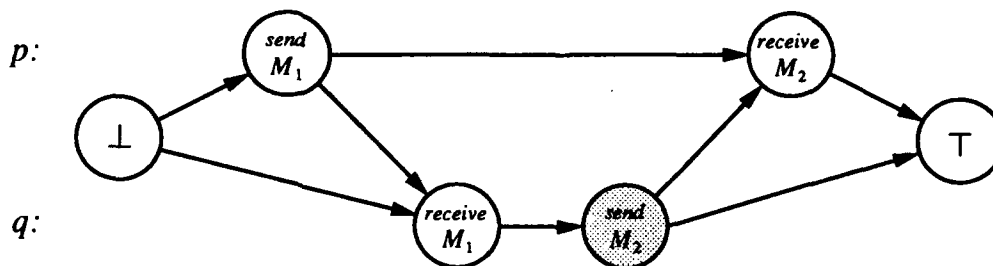 p:
send
M₁
receive
M₂
⊥
⊤
receive
M₁
send
M₂
q: